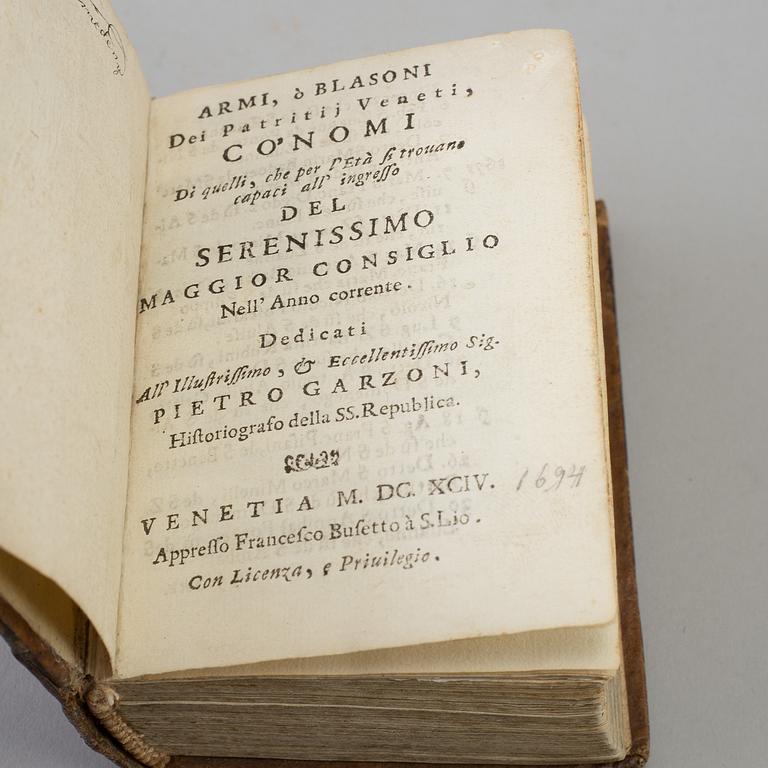 ARMI, ò BLASONI
Dei Patritij Veneti,
CO'NOMI
Di quelli, che per l'Età ſi trouano
capaci all' ingreſſo
DEL
SERENISSIMO
MAGGIOR CONSIGLIO
Nell' Anno corrente.
Dedicati
All' Illuſtriſſimo, & Eccellentiſſimo Sig.
PIETRO GARZONI,
Hiſtoriografo della SS. Republica.
VENETIA M. DC. XCIV. 1694
Appreſſo Franceſco Buſetto à S. Lio.
Con Licenza, e Priuilegio.